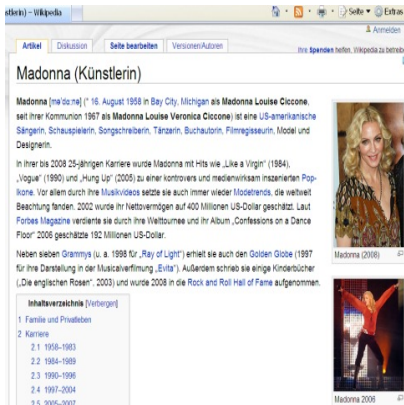 stlerin) – Wikipedia
Seite
Extras
Anmelden
Artikel Diskussion Seite bearbeiten Versionen/Autoren
Ihre Spenden helfen, Wikipedia zu betreib
Madonna (Künstlerin)
Madonna [məˈdɑːnə] (* 16. August 1958 in Bay City, Michigan als Madonna Louise Ciccone,
seit ihrer Kommunion 1967 als Madonna Louise Veronica Ciccone) ist eine US-amerikanische
Sängerin, Schauspielerin, Songschreiberin, Tänzerin, Buchautorin, Filmregisseurin, Model und
Designerin.
In ihrer bis 2008 25-jährigen Karriere wurde Madonna mit Hits wie „Like a Virgin“ (1984),
„Vogue“ (1990) und „Hung Up“ (2005) zu einer kontrovers und medienwirksam inszenierten Pop-
Ikone. Vor allem durch ihre Musikvideos setzte sie auch immer wieder Modetrends, die weltweit
Beachtung fanden. 2002 wurde ihr Nettovermögen auf 400 Millionen US-Dollar geschätzt. Laut
Forbes Magazine verdiente sie durch ihre Welttournee und ihr Album „Confessions on a Dance
Floor“ 2006 geschätzte 192 Millionen US-Dollar.
Neben sieben Grammys (u. a. 1998 für „Ray of Light“) erhielt sie auch den Golden Globe (1997
für ihre Darstellung in der Musicalverfilmung „Evita“). Außerdem schrieb sie einige Kinderbücher
(„Die englischen Rosen“, 2003) und wurde 2008 in die Rock and Roll Hall of Fame aufgenommen.
Madonna (2008)
Inhaltsverzeichnis [Verbergen]
1 Familie und Privatleben
2 Karriere
2.1 1958–1983
2.2 1984–1989
2.3 1990–1996
2.4 1997–2004
2.5 2005–2007
Madonna 2006